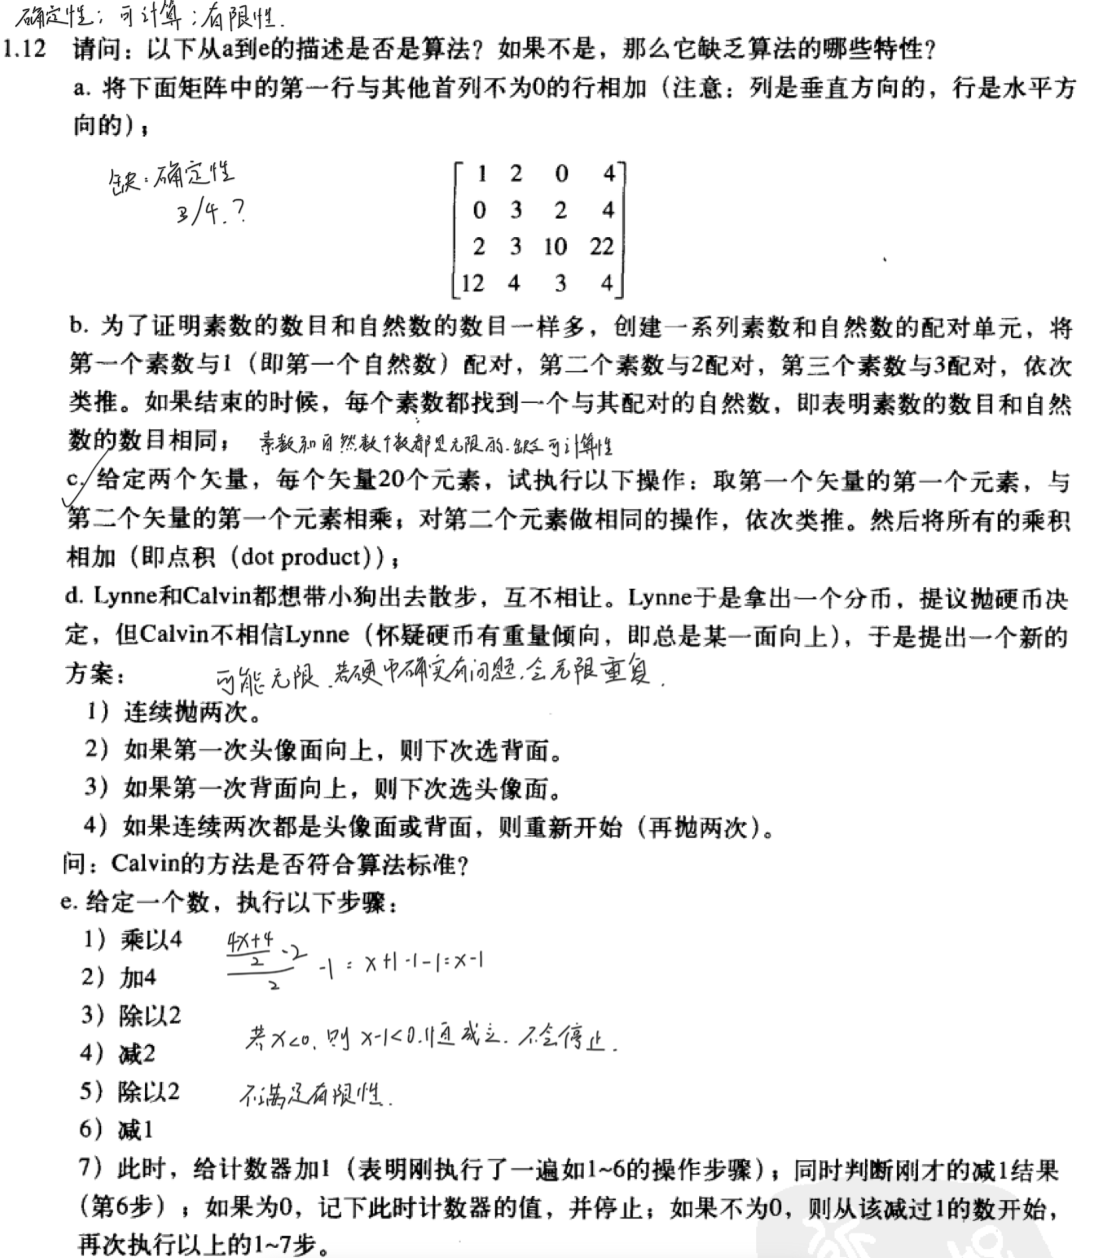 确定性；可计算；有限性.
1.12 请问：以下从a到e的描述是否是算法？如果不是，那么它缺乏算法的哪些特性？
a. 将下面矩阵中的第一行与其他首列不为0的行相加（注意：列是垂直方向的，行是水平方
向的）；
缺：确定性
3/4.？
1 2 0 4
0 3 2 4
2 3 10 22
12 4 3 4
b. 为了证明素数的数目和自然数的数目一样多，创建一系列素数和自然数的配对单元，将
第一个素数与1（即第一个自然数）配对，第二个素数与2配对，第三个素数与3配对，依次
类推。如果结束的时候，每个素数都找到一个与其配对的自然数，即表明素数的数目和自然
数的数目相同； 素数和自然数个数都是无限的.缺乏可计算性
c. 给定两个矢量，每个矢量20个元素，试执行以下操作：取第一个矢量的第一个元素，与
第二个矢量的第一个元素相乘；对第二个元素做相同的操作，依次类推。然后将所有的乘积
相加（即点积（dot product））；
d. Lynne和Calvin都想带小狗出去散步，互不相让。Lynne于是拿出一个分币，提议抛硬币决
定，但Calvin不相信Lynne（怀疑硬币有重量倾向，即总是某一面向上），于是提出一个新的
方案： 可能无限.若硬币确实有问题.会无限重复.
1）连续抛两次。
2）如果第一次头像面向上，则下次选背面。
3）如果第一次背面向上，则下次选头像面。
4）如果连续两次都是头像面或背面，则重新开始（再抛两次）。
问：Calvin的方法是否符合算法标准？
e. 给定一个数，执行以下步骤：
1）乘以4
2）加4
3）除以2
4）减2
5）除以2
6）减1
4x+4
2 -2
2 -1 = x+1-1-1=x-1
若x<0.则x-1<0.恒成立.不会停止.
不满足有限性.
7）此时，给计数器加1（表明刚执行了一遍如1~6的操作步骤）；同时判断刚才的减1结果
（第6步）；如果为0，记下此时计数器的值，并停止；如果不为0，则从该减过1的数开始，
再次执行以上的1~7步。